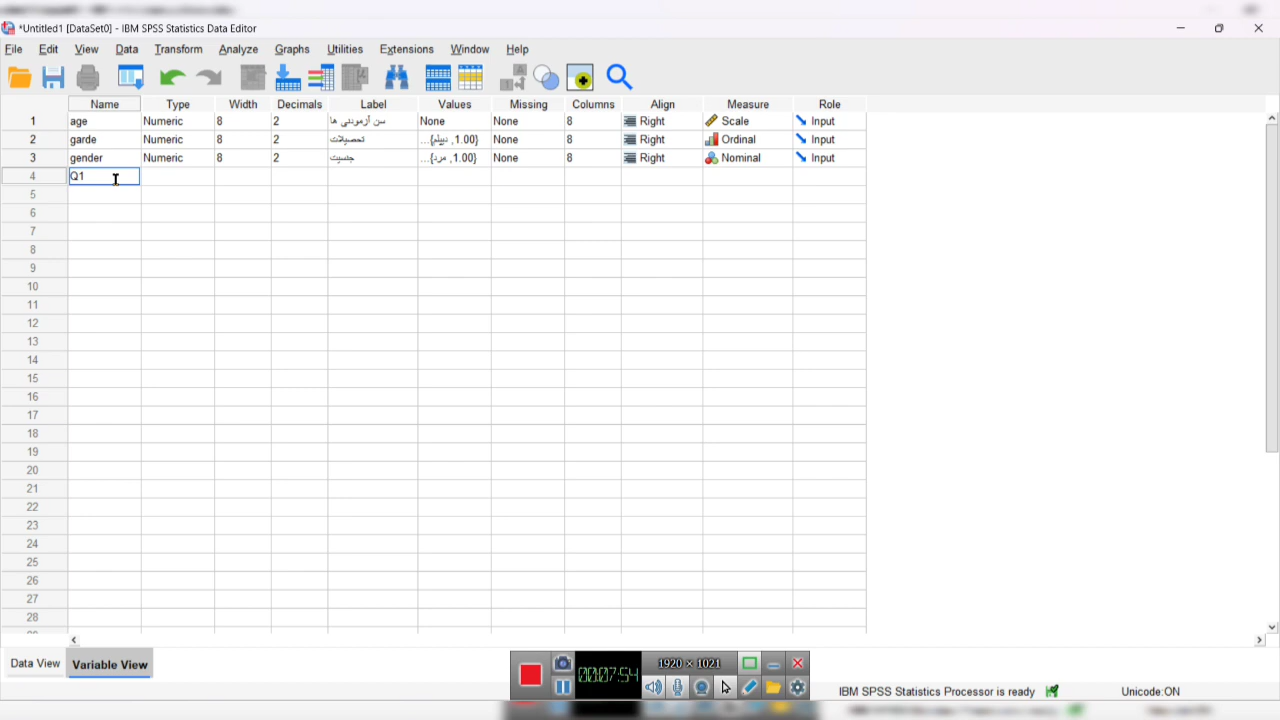 *Untitled1 [DataSet0] - IBM SPSS Statistics Data Editor
File Edit View Data Transform Analyze Graphs Utilities Extensions Window Help
Name Type Width Decimals Label Values Missing Columns Align Measure Role
1 age Numeric 8 2 سن آزمودنی ها None None 8 Right Scale Input
2 garde Numeric 8 2 تحصیلات {1.00, دیپلم}... None 8 Right Ordinal Input
3 gender Numeric 8 2 جنسیت {1.00, مرد}... None 8 Right Nominal Input
4 Q1
5
6
7
8
9
10
11
12
13
14
15
16
17
18
19
20
21
22
23
24
25
26
27
28
Data View Variable View
00:07:54 1920 × 1021
IBM SPSS Statistics Processor is ready Unicode:ON